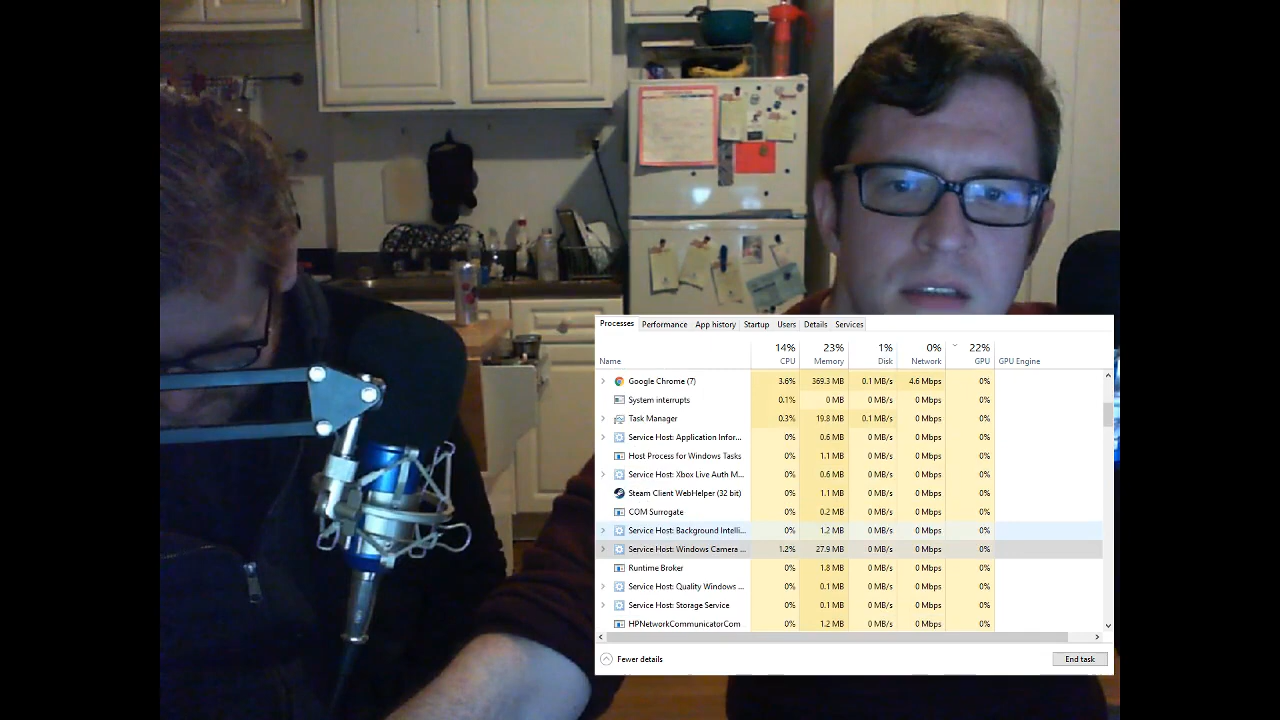 Processes Performance App history Startup Users Details Services
14% 23% 1% 0% 22%
Name CPU Memory Disk Network GPU GPU Engine
Google Chrome (7) 3.6% 369.3 MB 0.1 MB/s 4.6 Mbps 0%
System interrupts 0.1% 0 MB 0 MB/s 0 Mbps 0%
Task Manager 0.3% 19.8 MB 0.1 MB/s 0 Mbps 0%
Service Host: Application Infor... 0% 0.6 MB 0 MB/s 0 Mbps 0%
Host Process for Windows Tasks 0% 1.1 MB 0 MB/s 0 Mbps 0%
Service Host: Xbox Live Auth M... 0% 0.6 MB 0 MB/s 0 Mbps 0%
Steam Client WebHelper (32 bit) 0% 1.1 MB 0 MB/s 0 Mbps 0%
COM Surrogate 0% 0.2 MB 0 MB/s 0 Mbps 0%
Service Host: Background Intelli... 0% 1.2 MB 0 MB/s 0 Mbps 0%
Service Host: Windows Camera ... 1.2% 27.9 MB 0 MB/s 0 Mbps 0%
Runtime Broker 0% 1.8 MB 0 MB/s 0 Mbps 0%
Service Host: Quality Windows ... 0% 0.1 MB 0 MB/s 0 Mbps 0%
Service Host: Storage Service 0% 0.1 MB 0 MB/s 0 Mbps 0%
HPNetworkCommunicatorCom 0% 1.2 MB 0 MB/s 0 Mbps 0%
Fewer details End task